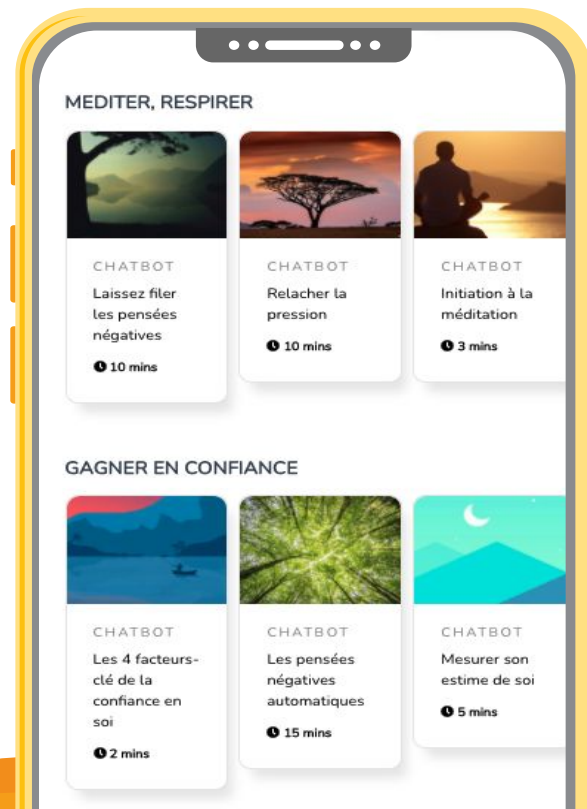 MEDITER, RESPIRER
CHATBOT
Laissez filer
les pensées
négatives
10 mins
CHATBOT
Relacher la
pression
10 mins
CHATBOT
Initiation à la
méditation
3 mins
GAGNER EN CONFIANCE
CHATBOT
Les 4 facteurs-
clé de la
confiance en
soi
2 mins
CHATBOT
Les pensées
négatives
automatiques
15 mins
CHATBOT
Mesurer son
estime de soi
5 mins